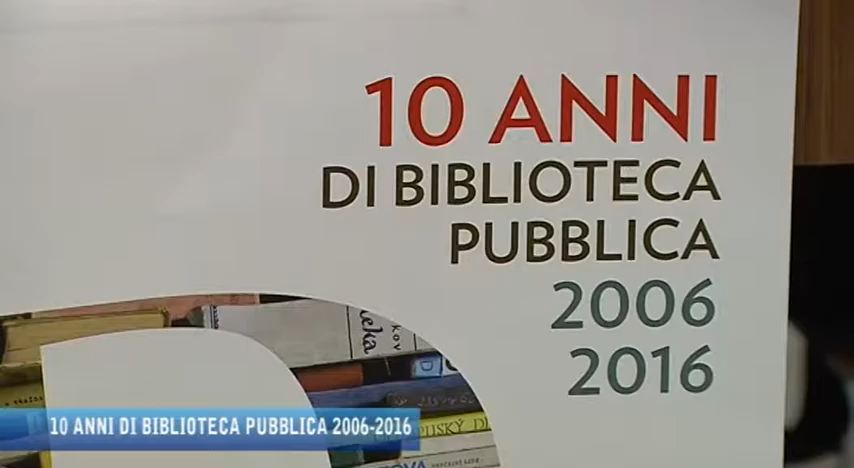 10 ANNI
DI BIBLIOTECA
PUBBLICA
2006
2016
10 ANNI DI BIBLIOTECA PUBBLICA 2006-2016